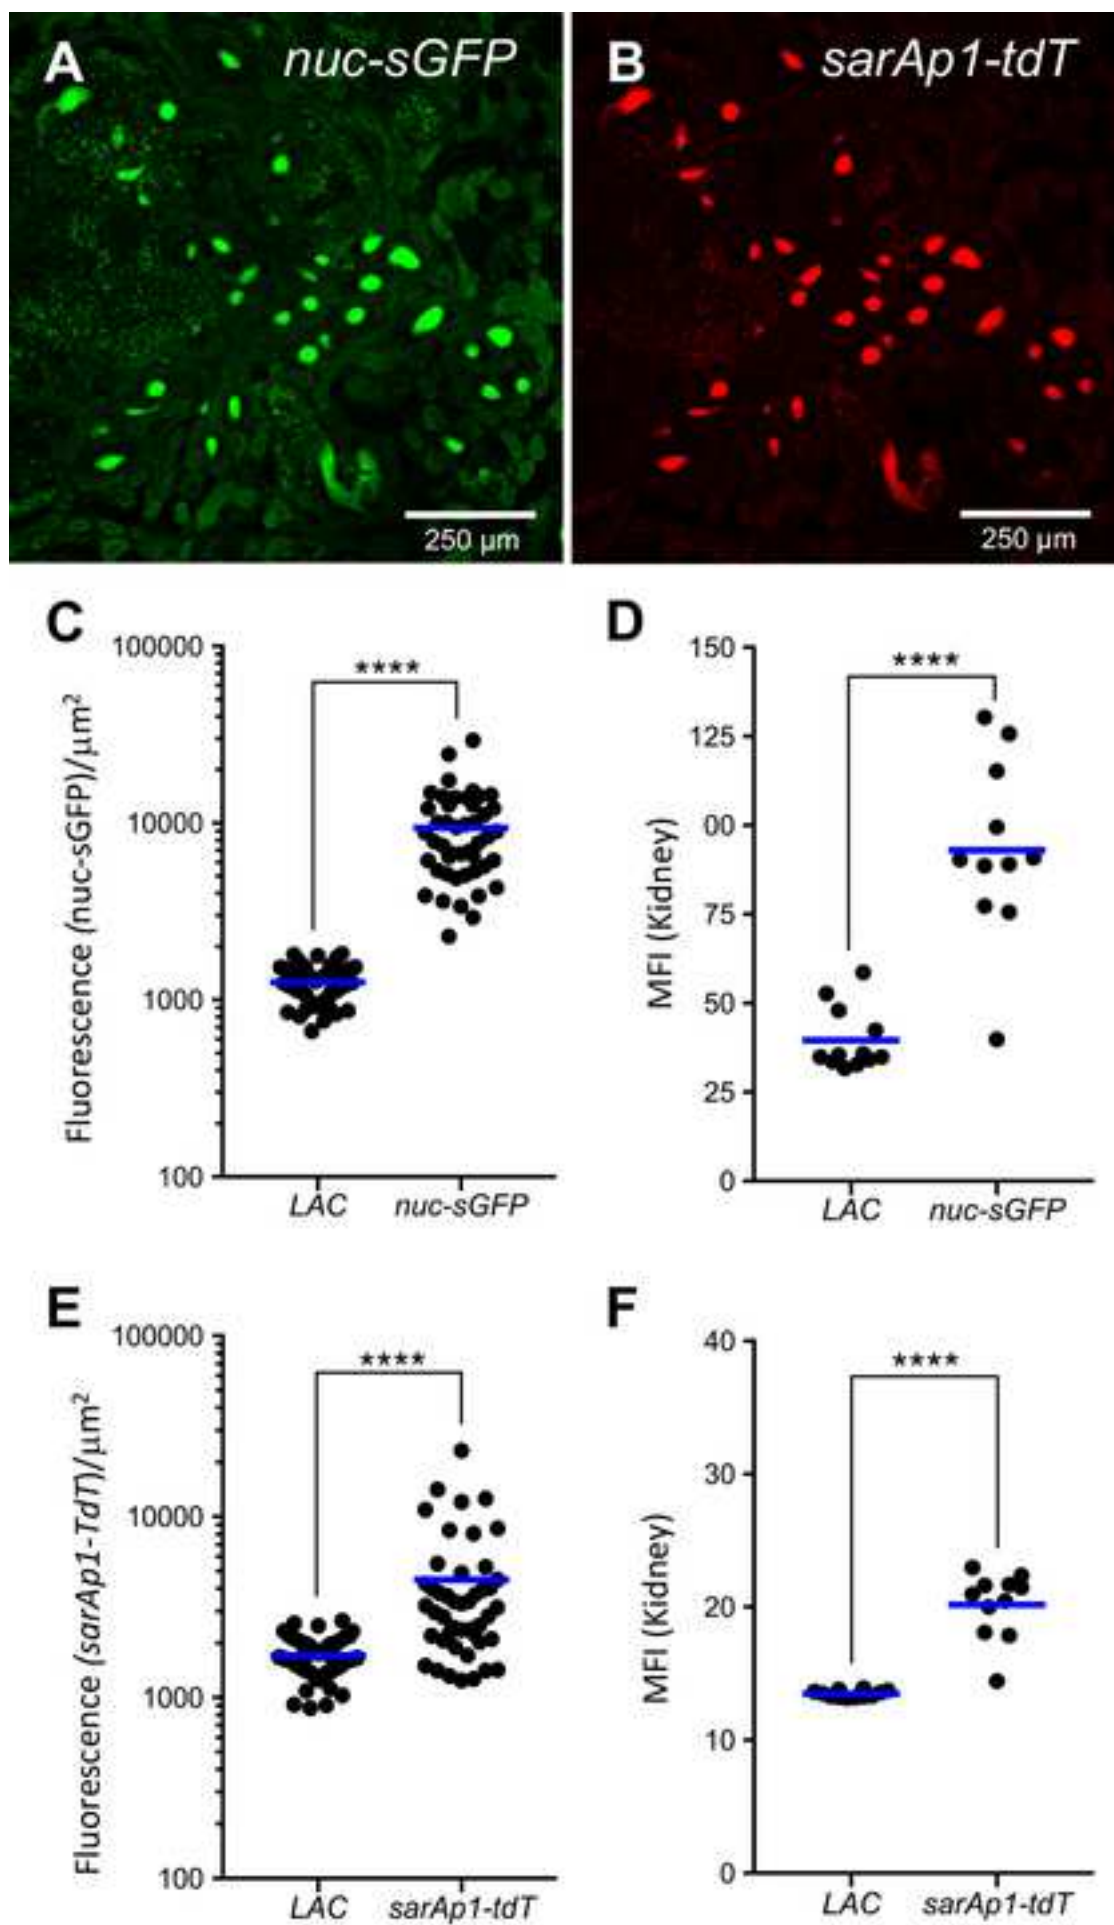 A nuc-sGFP
B sarAp1-tdT
250 µm
250 µm
C
Fluorescence (nuc-sGFP)/µm²
100000
10000
1000
100
****
LAC nuc-sGFP
D
MFI (Kidney)
150
125
00
75
50
25
0
****
LAC nuc-sGFP
E
Fluorescence (sarAp1-TdT)/µm²
100000
10000
1000
100
****
LAC sarAp1-tdT
F
MFI (Kidney)
40
30
20
10
0
****
LAC sarAp1-tdT